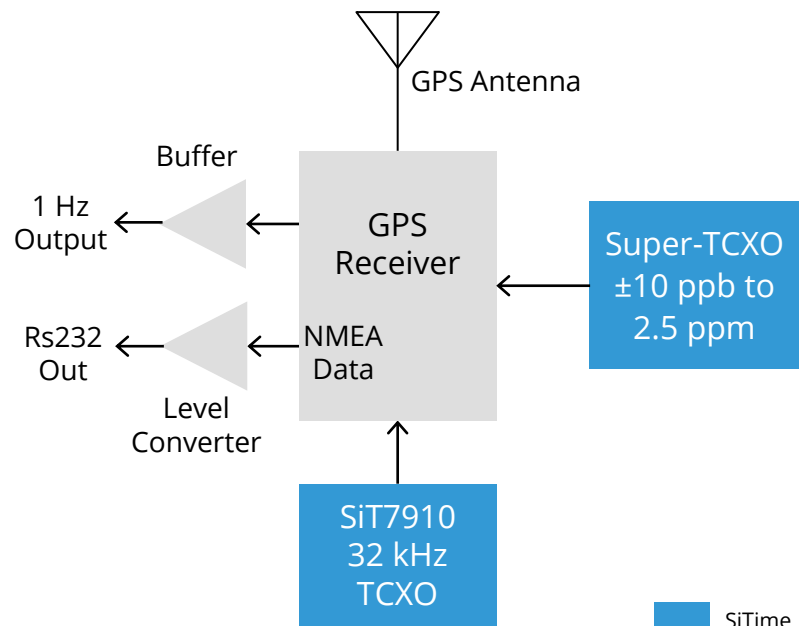 GPS Antenna
Buffer
1 Hz
Output
GPS
Receiver
Super-TCXO
±10 ppb to
2.5 ppm
Rs232
Out
NMEA
Data
Level
Converter
SiT7910
32 kHz
TCXO
SiTime